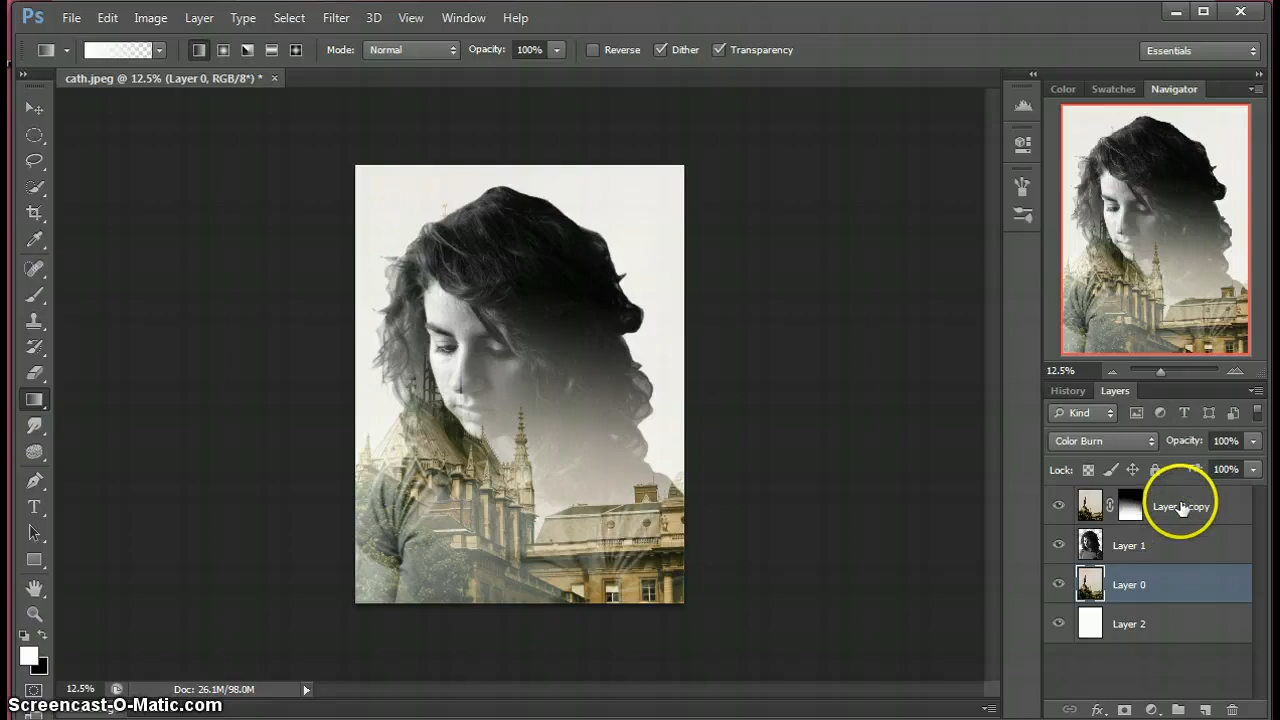 Ps File Edit Image Layer Type Select Filter 3D View Window Help
Mode: Normal Opacity: 100% Reverse Dither Transparency Essentials
cath.jpeg @ 12.5% (Layer 0, RGB/8*) * ×
Color Swatches Navigator
12.5%
History Layers
Kind
Color Burn Opacity: 100%
Lock: 100%
copy
Layer 1
Layer 0
Layer 2
12.5% Doc: 26.1M/98.0M
Screencast-O-Matic.com